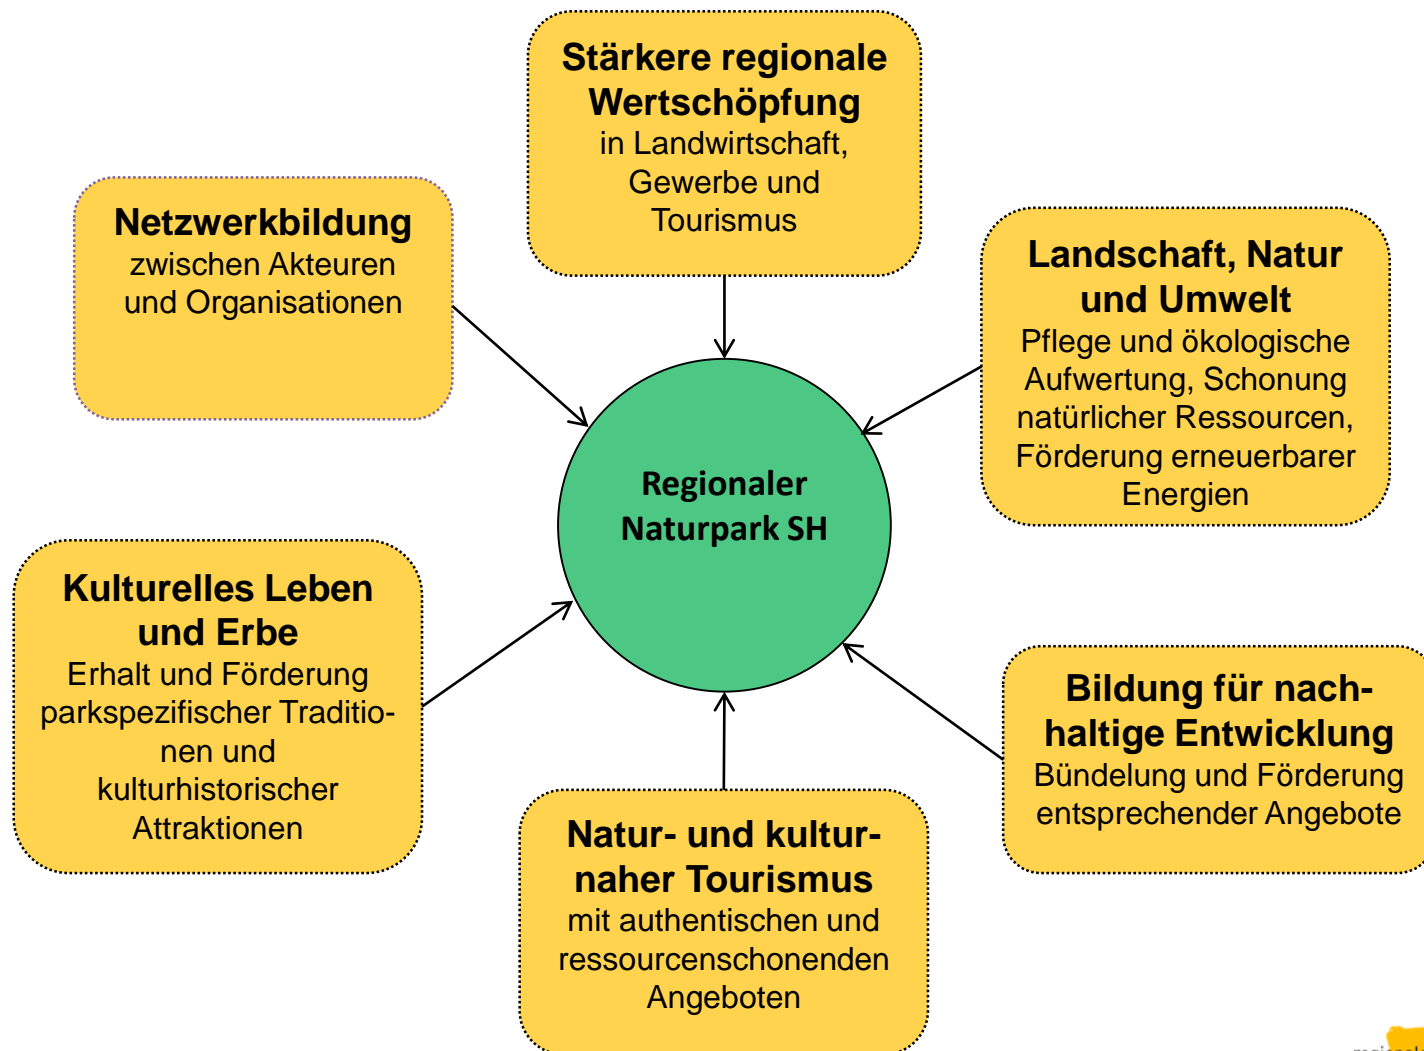 Stärkere regionale
Wertschöpfung
in Landwirtschaft,
Gewerbe und
Tourismus
Netzwerkbildung
zwischen Akteuren
und Organisationen
Landschaft, Natur
und Umwelt
Pflege und ökologische
Aufwertung, Schonung
natürlicher Ressourcen,
Förderung erneuerbarer
Energien
Regionaler
Naturpark SH
Kulturelles Leben
und Erbe
Erhalt und Förderung
parkspezifischer Traditio-
nen und
kulturhistorischer
Attraktionen
Bildung für nach-
haltige Entwicklung
Bündelung und Förderung
entsprechender Angebote
Natur- und kultur-
naher Tourismus
mit authentischen und
ressourcenschonenden
Angeboten